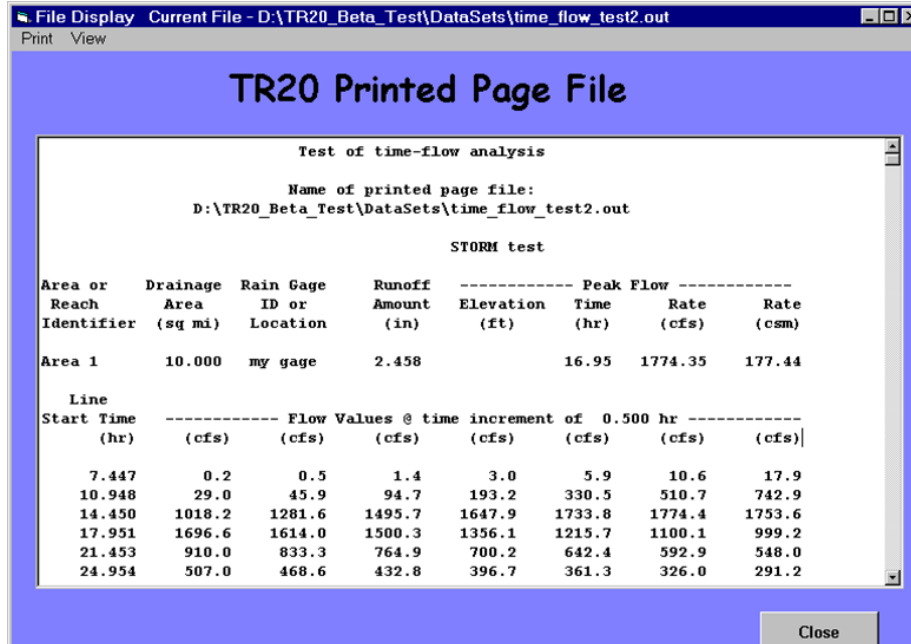 File Display Current File - D:\TR20_Beta_Test\DataSets\time_flow_test2.out
Print View
TR20 Printed Page File
Test of time-flow analysis
Name of printed page file:
D:\TR20_Beta_Test\DataSets\time_flow_test2.out
STORM test
Area or Drainage Rain Gage Runoff ------------ Peak Flow ------------
Reach Area ID or Amount Elevation Time Rate Rate
Identifier (sq mi) Location (in) (ft) (hr) (cfs) (csm)
Area 1 10.000 my gage 2.458 16.95 1774.35 177.44
Line
Start Time ------------ Flow Values @ time increment of 0.500 hr ------------
(hr) (cfs) (cfs) (cfs) (cfs) (cfs) (cfs) (cfs)
7.447 0.2 0.5 1.4 3.0 5.9 10.6 17.9
10.948 29.0 45.9 94.7 193.2 330.5 510.7 742.9
14.450 1018.2 1281.6 1495.7 1647.9 1733.8 1774.4 1753.6
17.951 1696.6 1614.0 1500.3 1356.1 1215.7 1100.1 999.2
21.453 910.0 833.3 764.9 700.2 642.4 592.9 548.0
24.954 507.0 468.6 432.8 396.7 361.3 326.0 291.2
Close